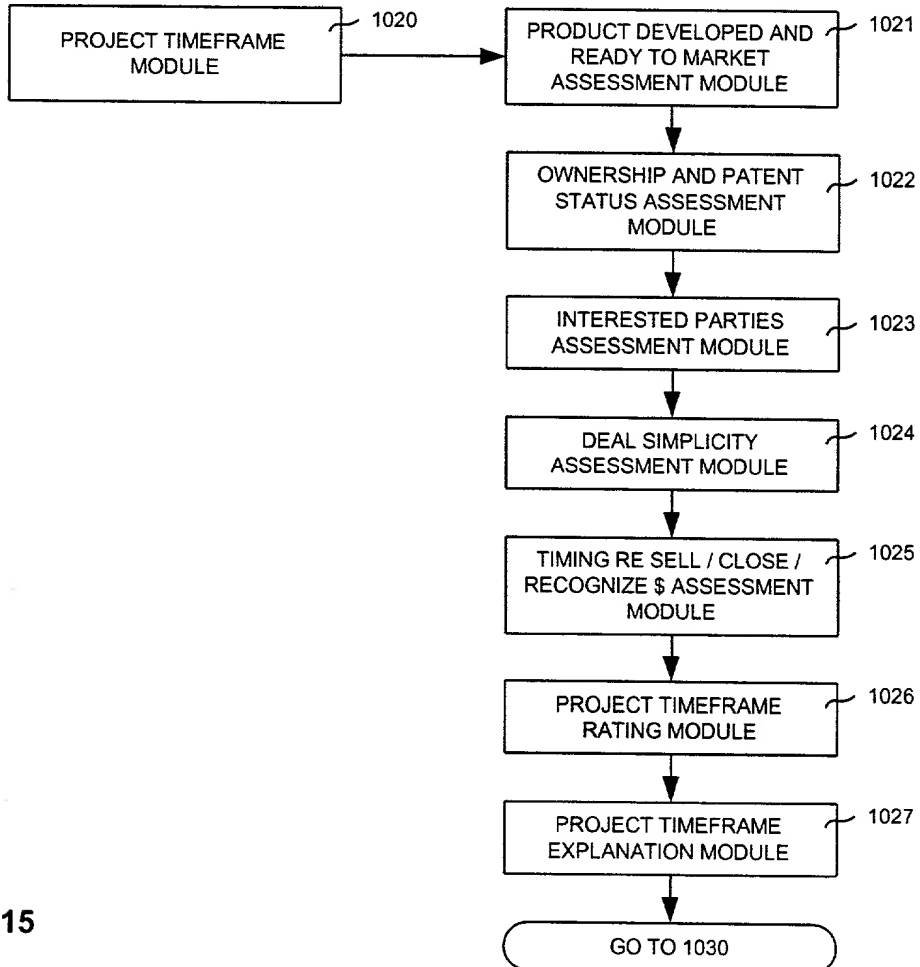 PROJECT TIMEFRAME
MODULE
1020
PRODUCT DEVELOPED AND
READY TO MARKET
ASSESSMENT MODULE
1021
OWNERSHIP AND PATENT
STATUS ASSESSMENT
MODULE
1022
INTERESTED PARTIES
ASSESSMENT MODULE
1023
DEAL SIMPLICITY
ASSESSMENT MODULE
1024
TIMING RE SELL / CLOSE /
RECOGNIZE $ ASSESSMENT
MODULE
1025
PROJECT TIMEFRAME
RATING MODULE
1026
PROJECT TIMEFRAME
EXPLANATION MODULE
1027
15
GO TO 1030